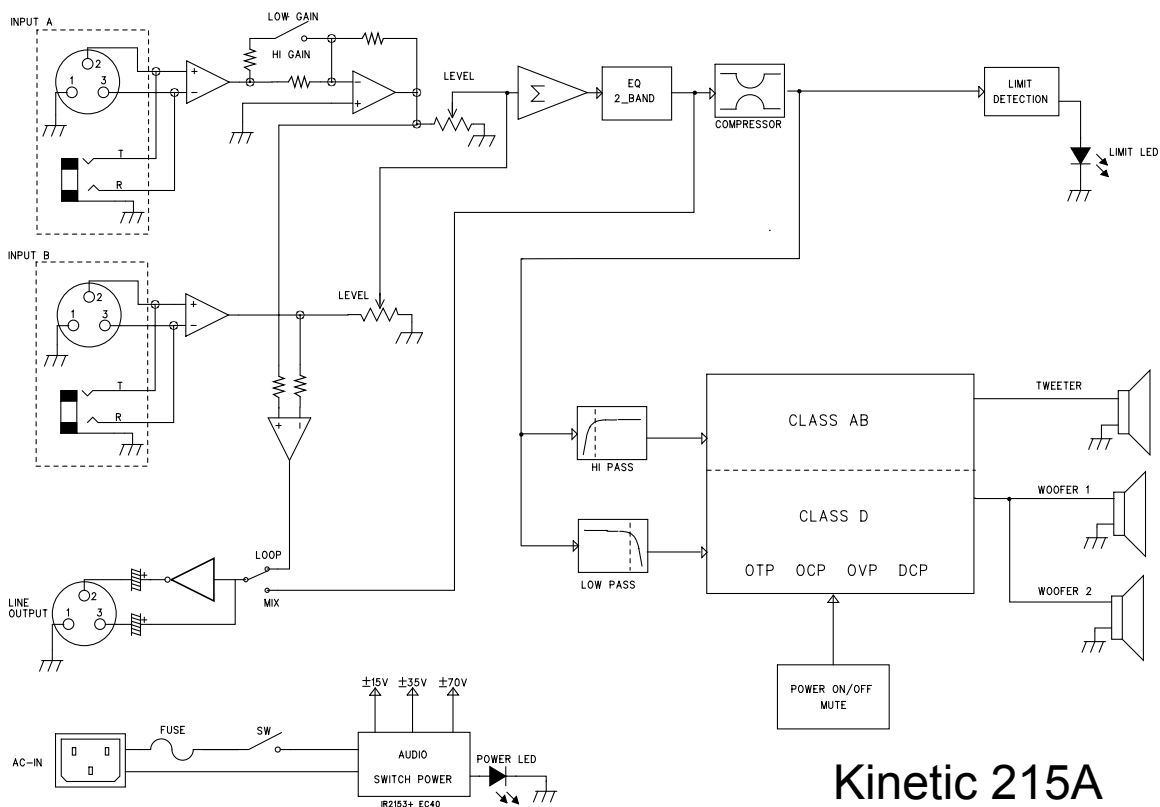 INPUT A
2
1
3
T
R
LOW GAIN
HI GAIN
+
-
-
+
LEVEL
Σ
EQ
2_BAND
COMPRESSOR
LIMIT
DETECTION
LIMIT LED
INPUT B
2
1
3
T
R
+
-
LEVEL
+
-
HI PASS
LOW PASS
CLASS AB
CLASS D
OTP OCP OVP DCP
TWEETER
WOOFER 1
WOOFER 2
POWER ON/OFF
MUTE
LOOP
MIX
LINE
OUTPUT
2
1
3
+
+
±15V ±35V ±70V
AC-IN
FUSE
SW
AUDIO
SWITCH POWER
IR2153+ EC40
POWER LED
Kinetic 215A